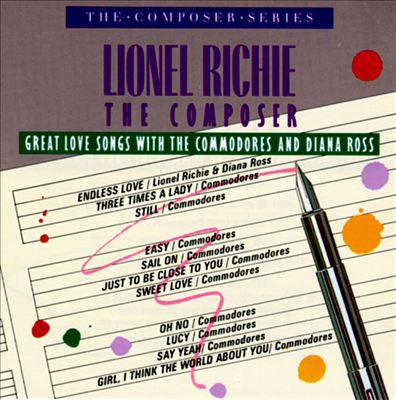 THE·COMPOSER·SERIES
LIONEL RICHIE
THE COMPOSER
GREAT LOVE SONGS WITH THE COMMODORES AND DIANA ROSS
ENDLESS LOVE / Lionel Richie & Diana Ross
THREE TIMES A LADY / Commodores
STILL / Commodores
EASY / Commodores
SAIL ON / Commodores
JUST TO BE CLOSE TO YOU / Commodores
SWEET LOVE / Commodores
OH NO / Commodores
LUCY / Commodores
SAY YEAH / Commodores
GIRL, I THINK THE WORLD ABOUT YOU / Commodores